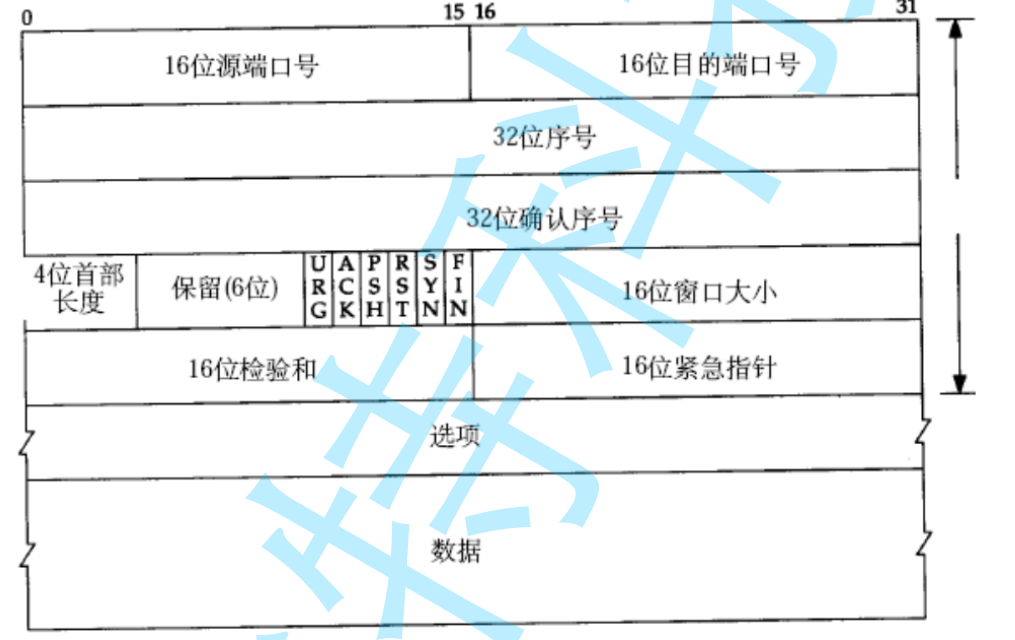 0 15 16 31
16位源端口号 16位目的端口号
32位序号
32位确认序号
4位首部
长度
保留(6位)
URG
ACK
PSH
RST
SYN
FIN
16位窗口大小
16位检验和 16位紧急指针
选项
数据
特科